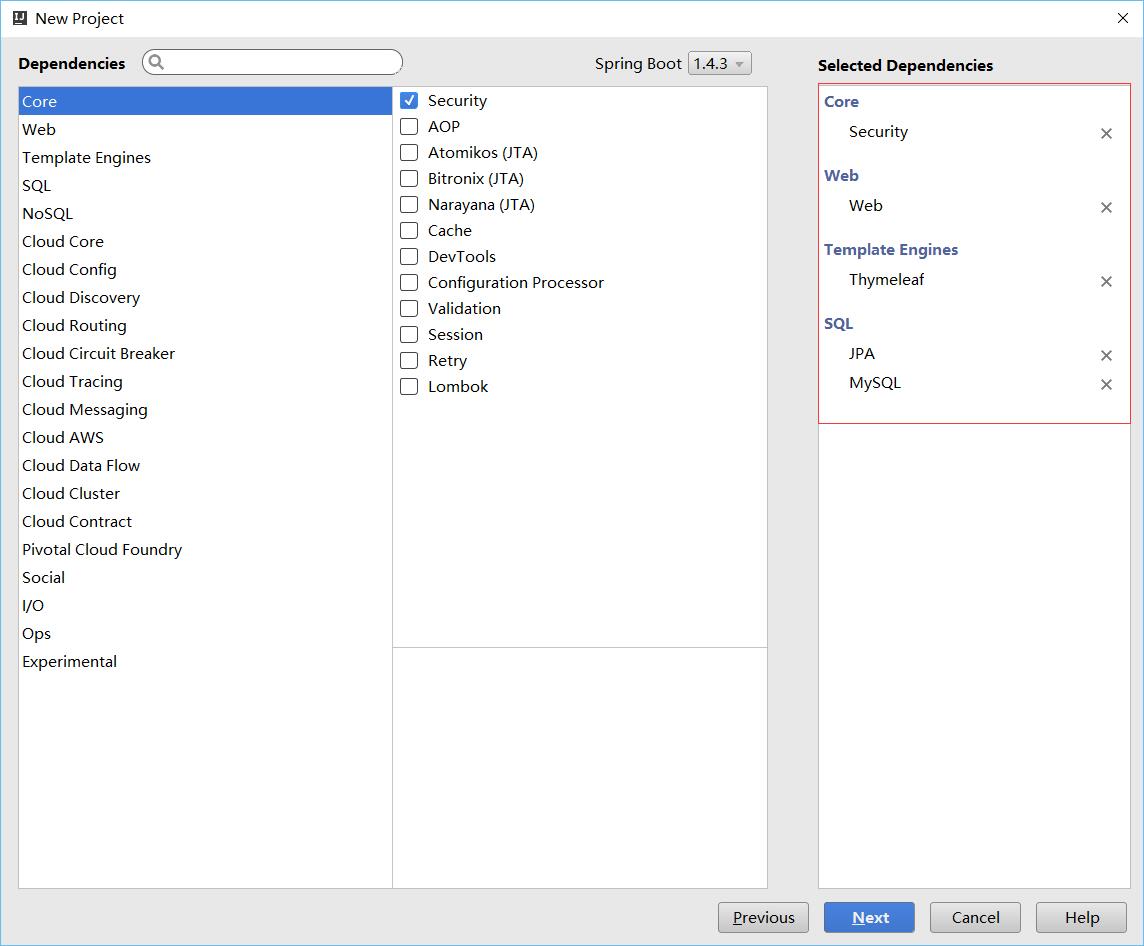 New Project
Dependencies
Spring Boot 1.4.3
Selected Dependencies
Core
Web
Template Engines
SQL
NoSQL
Cloud Core
Cloud Config
Cloud Discovery
Cloud Routing
Cloud Circuit Breaker
Cloud Tracing
Cloud Messaging
Cloud AWS
Cloud Data Flow
Cloud Cluster
Cloud Contract
Pivotal Cloud Foundry
Social
I/O
Ops
Experimental
Security
AOP
Atomikos (JTA)
Bitronix (JTA)
Narayana (JTA)
Cache
DevTools
Configuration Processor
Validation
Session
Retry
Lombok
Core
Security
Web
Web
Template Engines
Thymeleaf
SQL
JPA
MySQL
Previous
Next
Cancel
Help